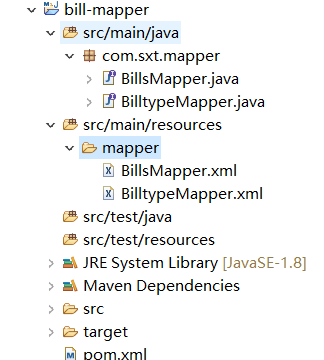 bill-mapper
src/main/java
com.sxt.mapper
BillsMapper.java
BilltypeMapper.java
src/main/resources
mapper
BillsMapper.xml
BilltypeMapper.xml
src/test/java
src/test/resources
JRE System Library [JavaSE-1.8]
Maven Dependencies
src
target
pom.xml